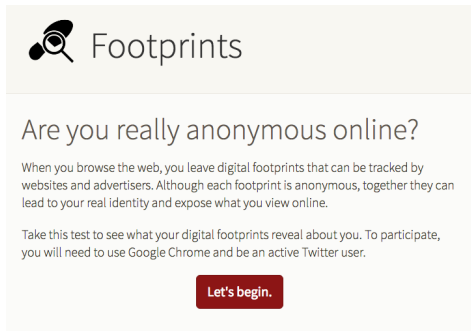 Footprints
Are you really anonymous online?
When you browse the web, you leave digital footprints that can be tracked by
websites and advertisers. Although each footprint is anonymous, together they can
lead to your real identity and expose what you view online.
Take this test to see what your digital footprints reveal about you. To participate,
you will need to use Google Chrome and be an active Twitter user.
Let's begin.